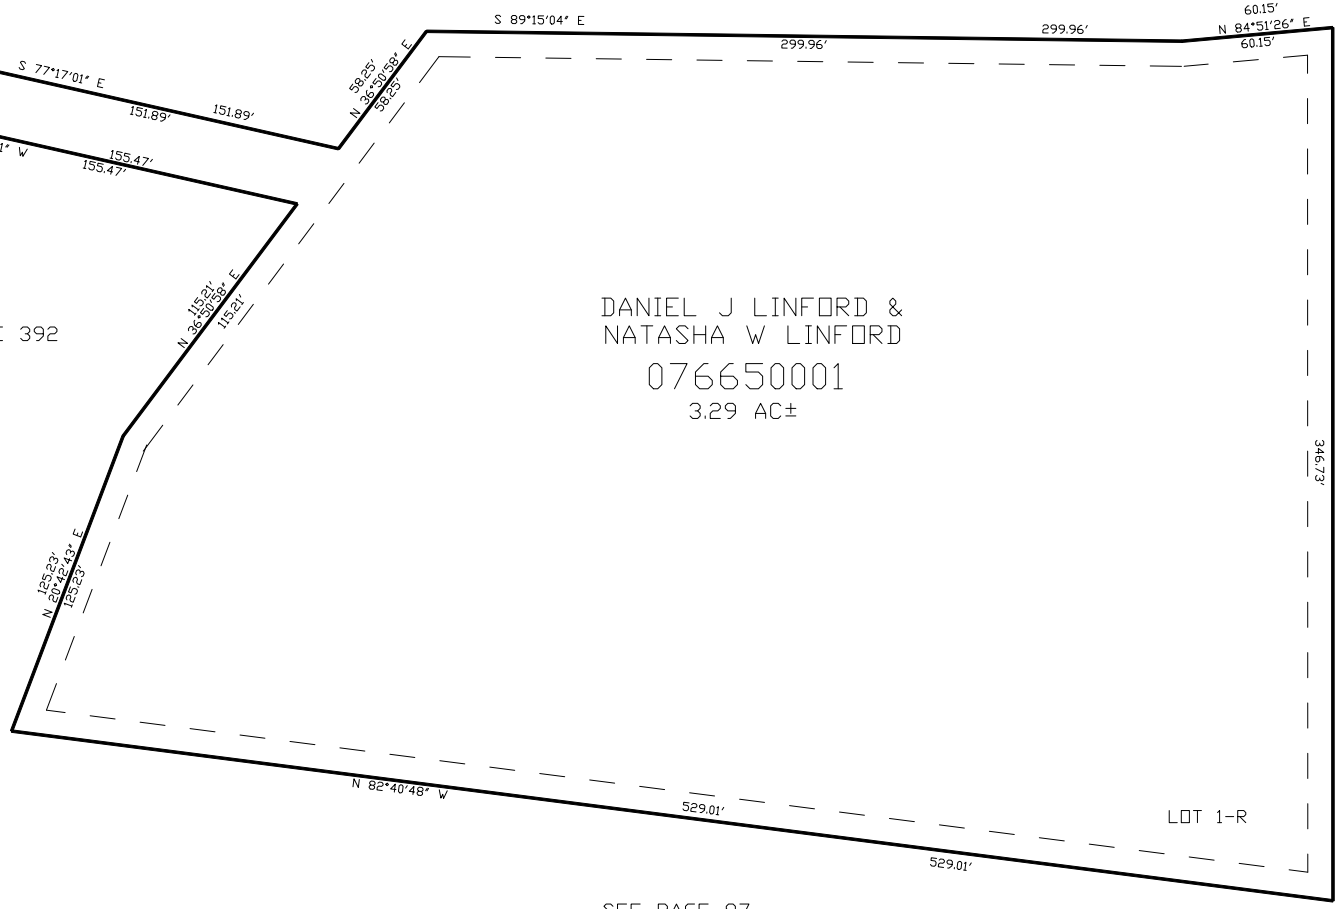 60.15'
S 89°15'04" E
299.96'
299.96'
N 84°51'26" E
60.15'
S 77°17'01" E
151.89'
151.89'
58.25'
N 36°50'58" E
58.25'
1" W
155.47'
155.47'
115.21'
N 36°50'58" E
115.21'
392
DANIEL J LINFORD &
NATASHA W LINFORD
076650001
3.29 AC±
346.73'
125.23'
N 20°42'43" E
125.23'
N 82°40'48" W
529.01'
529.01'
LOT 1-R
SEE PAGE